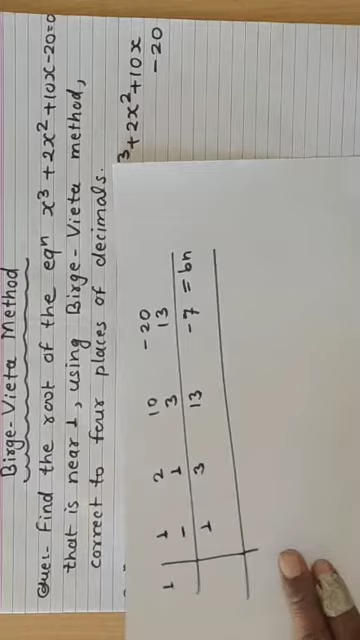 Birge-Vieta Method
Que:- Find the root of the eqn x³ + 2x² + 10x - 20 = 0
that is near 1, using Birge-Vieta method,
correct to four places of decimals.
³ + 2x² + 10x
- 20
1 | 1 2 10 -20
- 1 3 13
1 3 13 -7 = bn